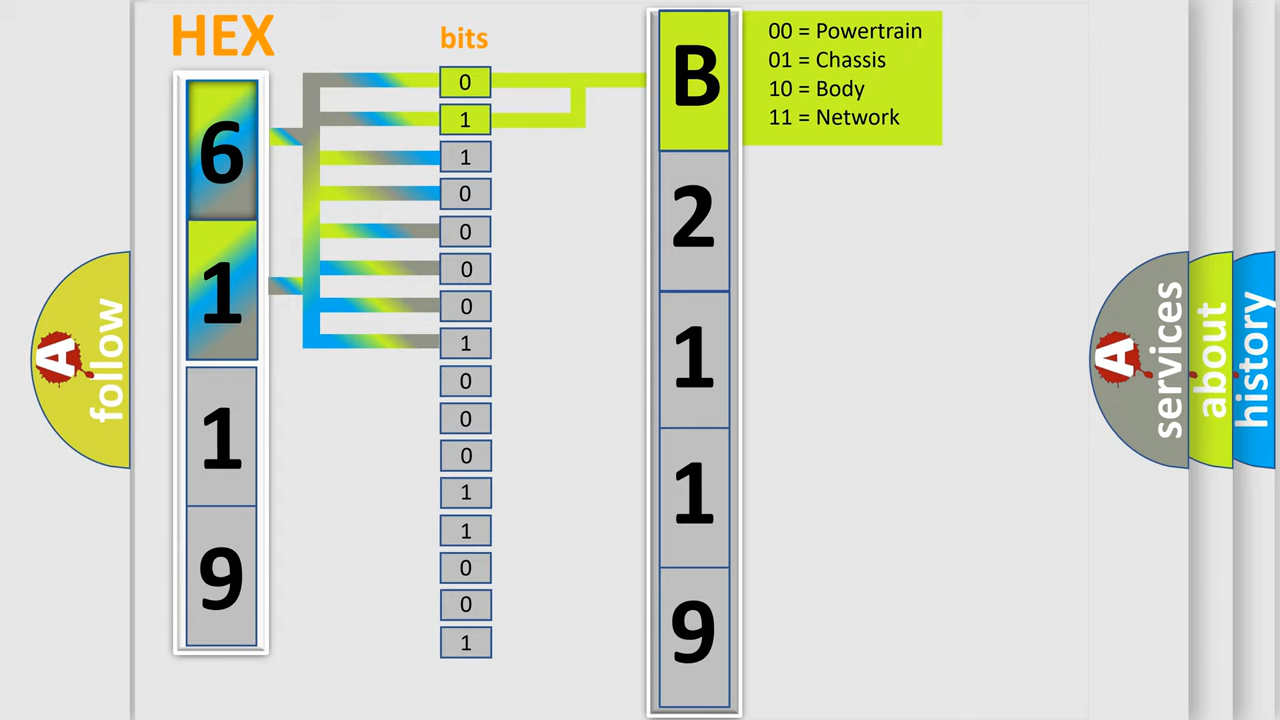 HEX
bits
6
1
1
9
0
1
1
0
0
0
0
1
0
0
0
1
1
0
0
1
B
2
1
1
9
00 = Powertrain
01 = Chassis
10 = Body
11 = Network
A
follow
A
services
about
history